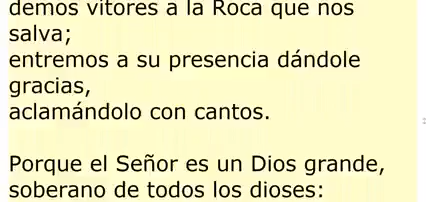 demos vítores a la Roca que nos
salva;
entremos a su presencia dándole
gracias,
aclamándolo con cantos.
Porque el Señor es un Dios grande,
soberano de todos los dioses: